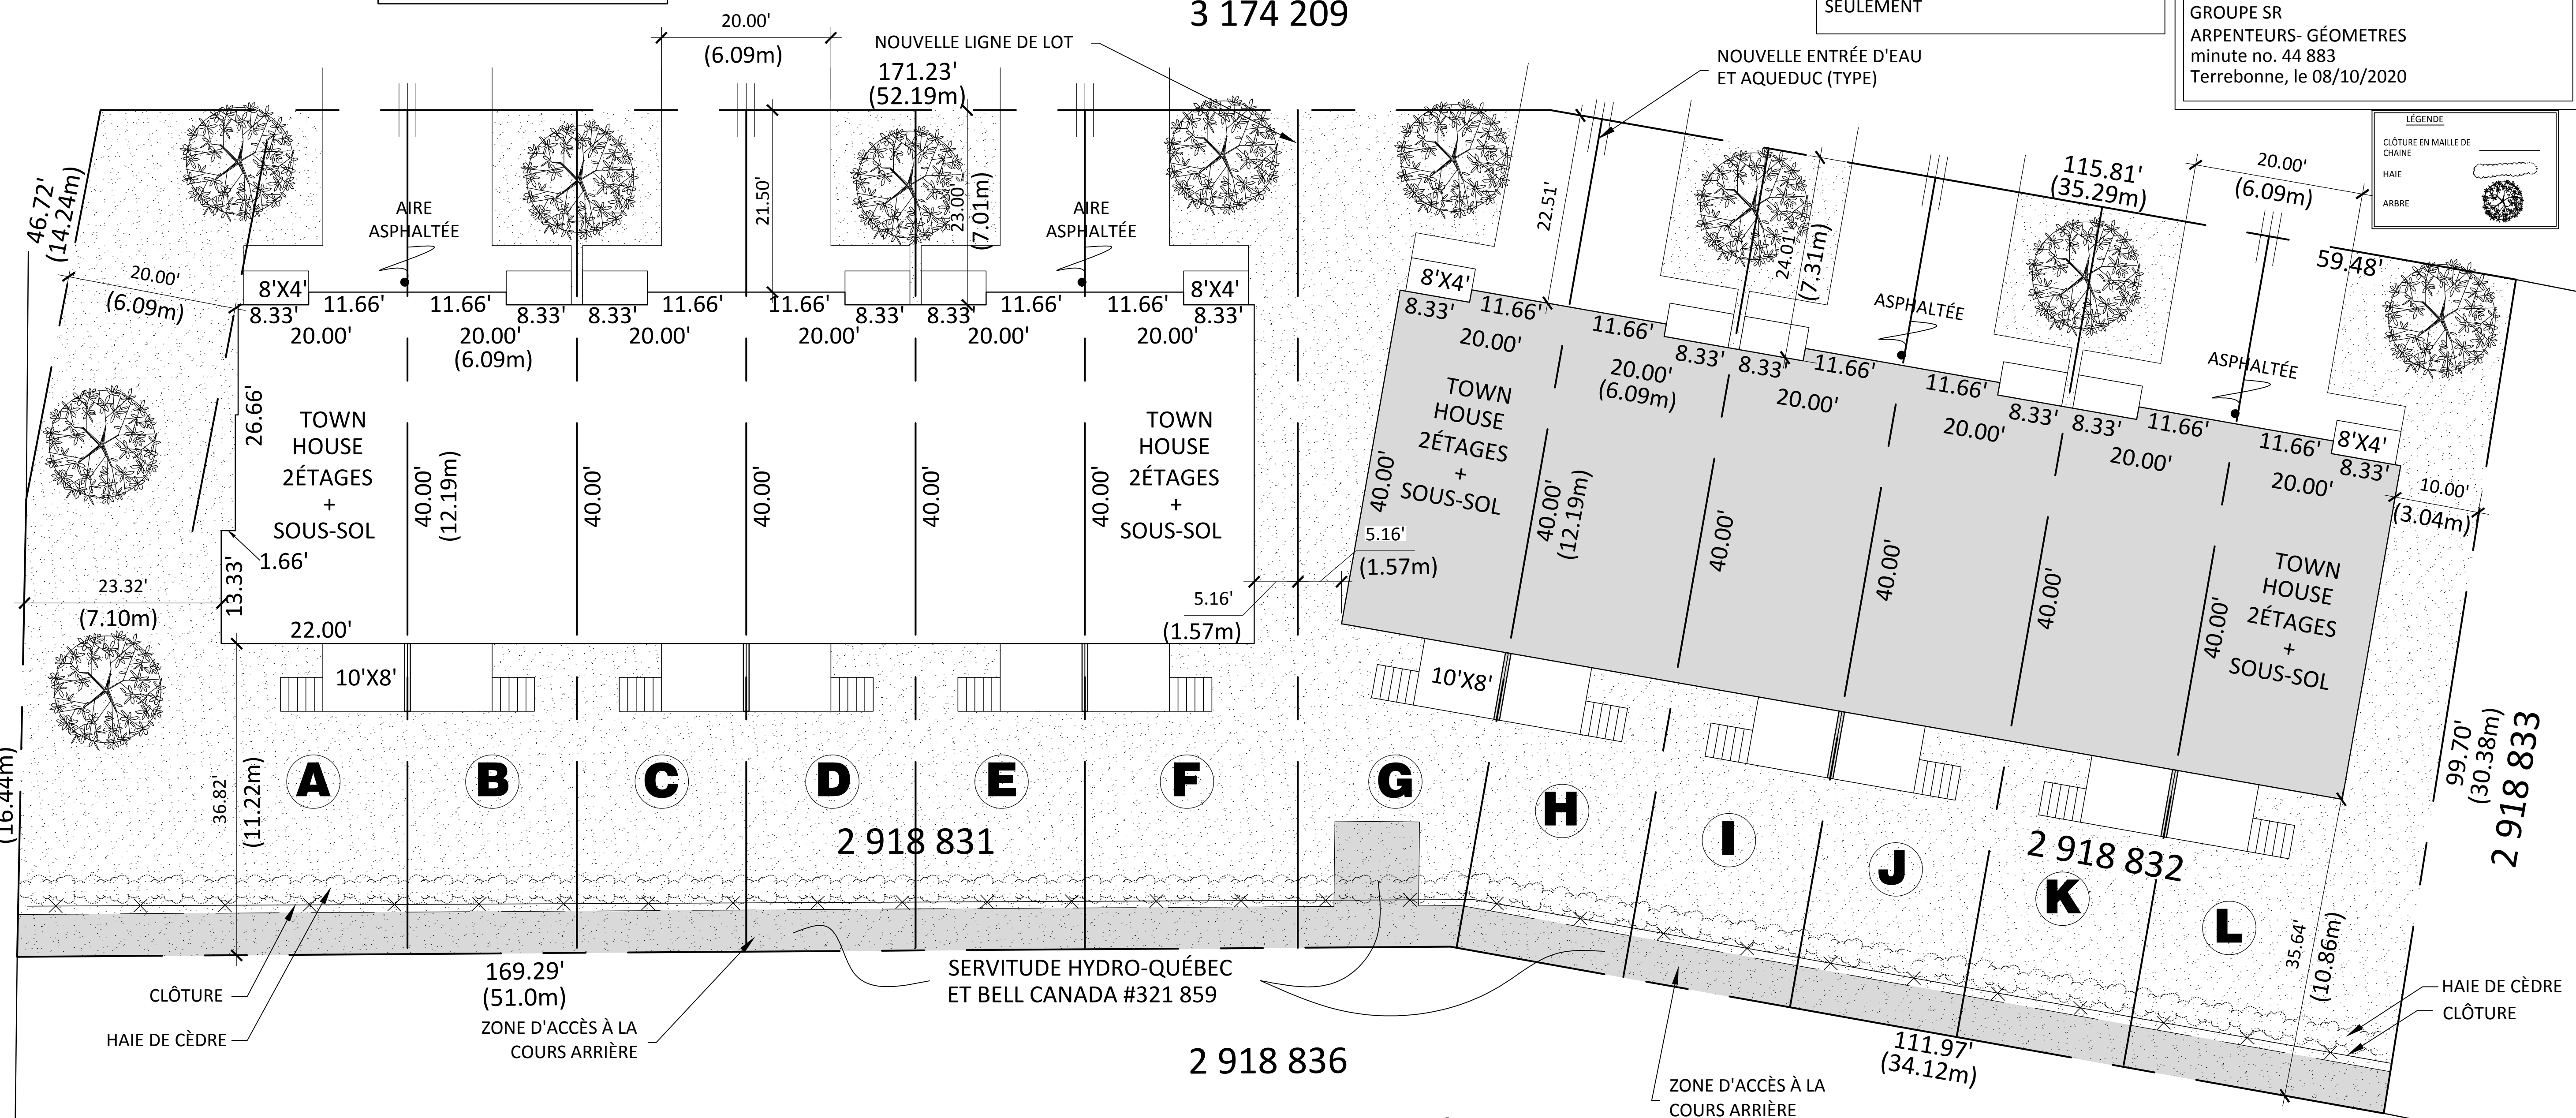 3 174 209
SEULEMENT
GROUPE SR
ARPENTEURS- GÉOMETRES
minute no. 44 883
Terrebonne, le 08/10/2020
LÉGENDE
CLÔTURE EN MAILLE DE
CHAINE
HAIE
ARBRE
20.00'
(6.09m)
NOUVELLE LIGNE DE LOT
171.23'
(52.19m)
NOUVELLE ENTRÉE D'EAU
ET AQUEDUC (TYPE)
46.72'
(14.24m)
20.00'
(6.09m)
AIRE
ASPHALTÉE
21.50'
23.00'
(7.01m)
AIRE
ASPHALTÉE
22.51'
24.01'
(7.31m)
115.81'
(35.29m)
20.00'
(6.09m)
59.48'
ASPHALTÉE
ASPHALTÉE
8'X4'
8'X4'
8.33'
11.66'
11.66'
8.33'
8.33'
11.66'
11.66'
8.33'
8.33'
11.66'
11.66'
8.33'
20.00'
20.00'
(6.09m)
20.00'
20.00'
20.00'
20.00'
8'X4'
8'X4'
8.33'
11.66'
11.66'
8.33'
8.33'
11.66'
11.66'
8.33'
8.33'
11.66'
11.66'
8.33'
20.00'
20.00'
(6.09m)
20.00'
20.00'
20.00'
20.00'
10.00'
(3.04m)
26.66'
TOWN
HOUSE
2ÉTAGES
+
SOUS-SOL
40.00'
(12.19m)
40.00'
40.00'
40.00'
40.00'
TOWN
HOUSE
2ÉTAGES
+
SOUS-SOL
1.66'
13.33'
23.32'
(7.10m)
22.00'
5.16'
(1.57m)
5.16'
(1.57m)
40.00'
TOWN
HOUSE
2ÉTAGES
+
SOUS-SOL
40.00'
(12.19m)
40.00'
40.00'
40.00'
40.00'
TOWN
HOUSE
2ÉTAGES
+
SOUS-SOL
10'X8'
10'X8'
(16.44m)
36.82'
(11.22m)
A
B
C
D
E
F
G
H
I
J
K
L
2 918 831
2 918 832
99.70'
(30.38m)
2 918 833
35.64'
(10.86m)
169.29'
(51.0m)
CLÔTURE
HAIE DE CÈDRE
ZONE D'ACCÈS À LA
COURS ARRIÈRE
SERVITUDE HYDRO-QUÉBEC
ET BELL CANADA #321 859
2 918 836
111.97'
(34.12m)
ZONE D'ACCÈS À LA
COURS ARRIÈRE
HAIE DE CÈDRE
CLÔTURE